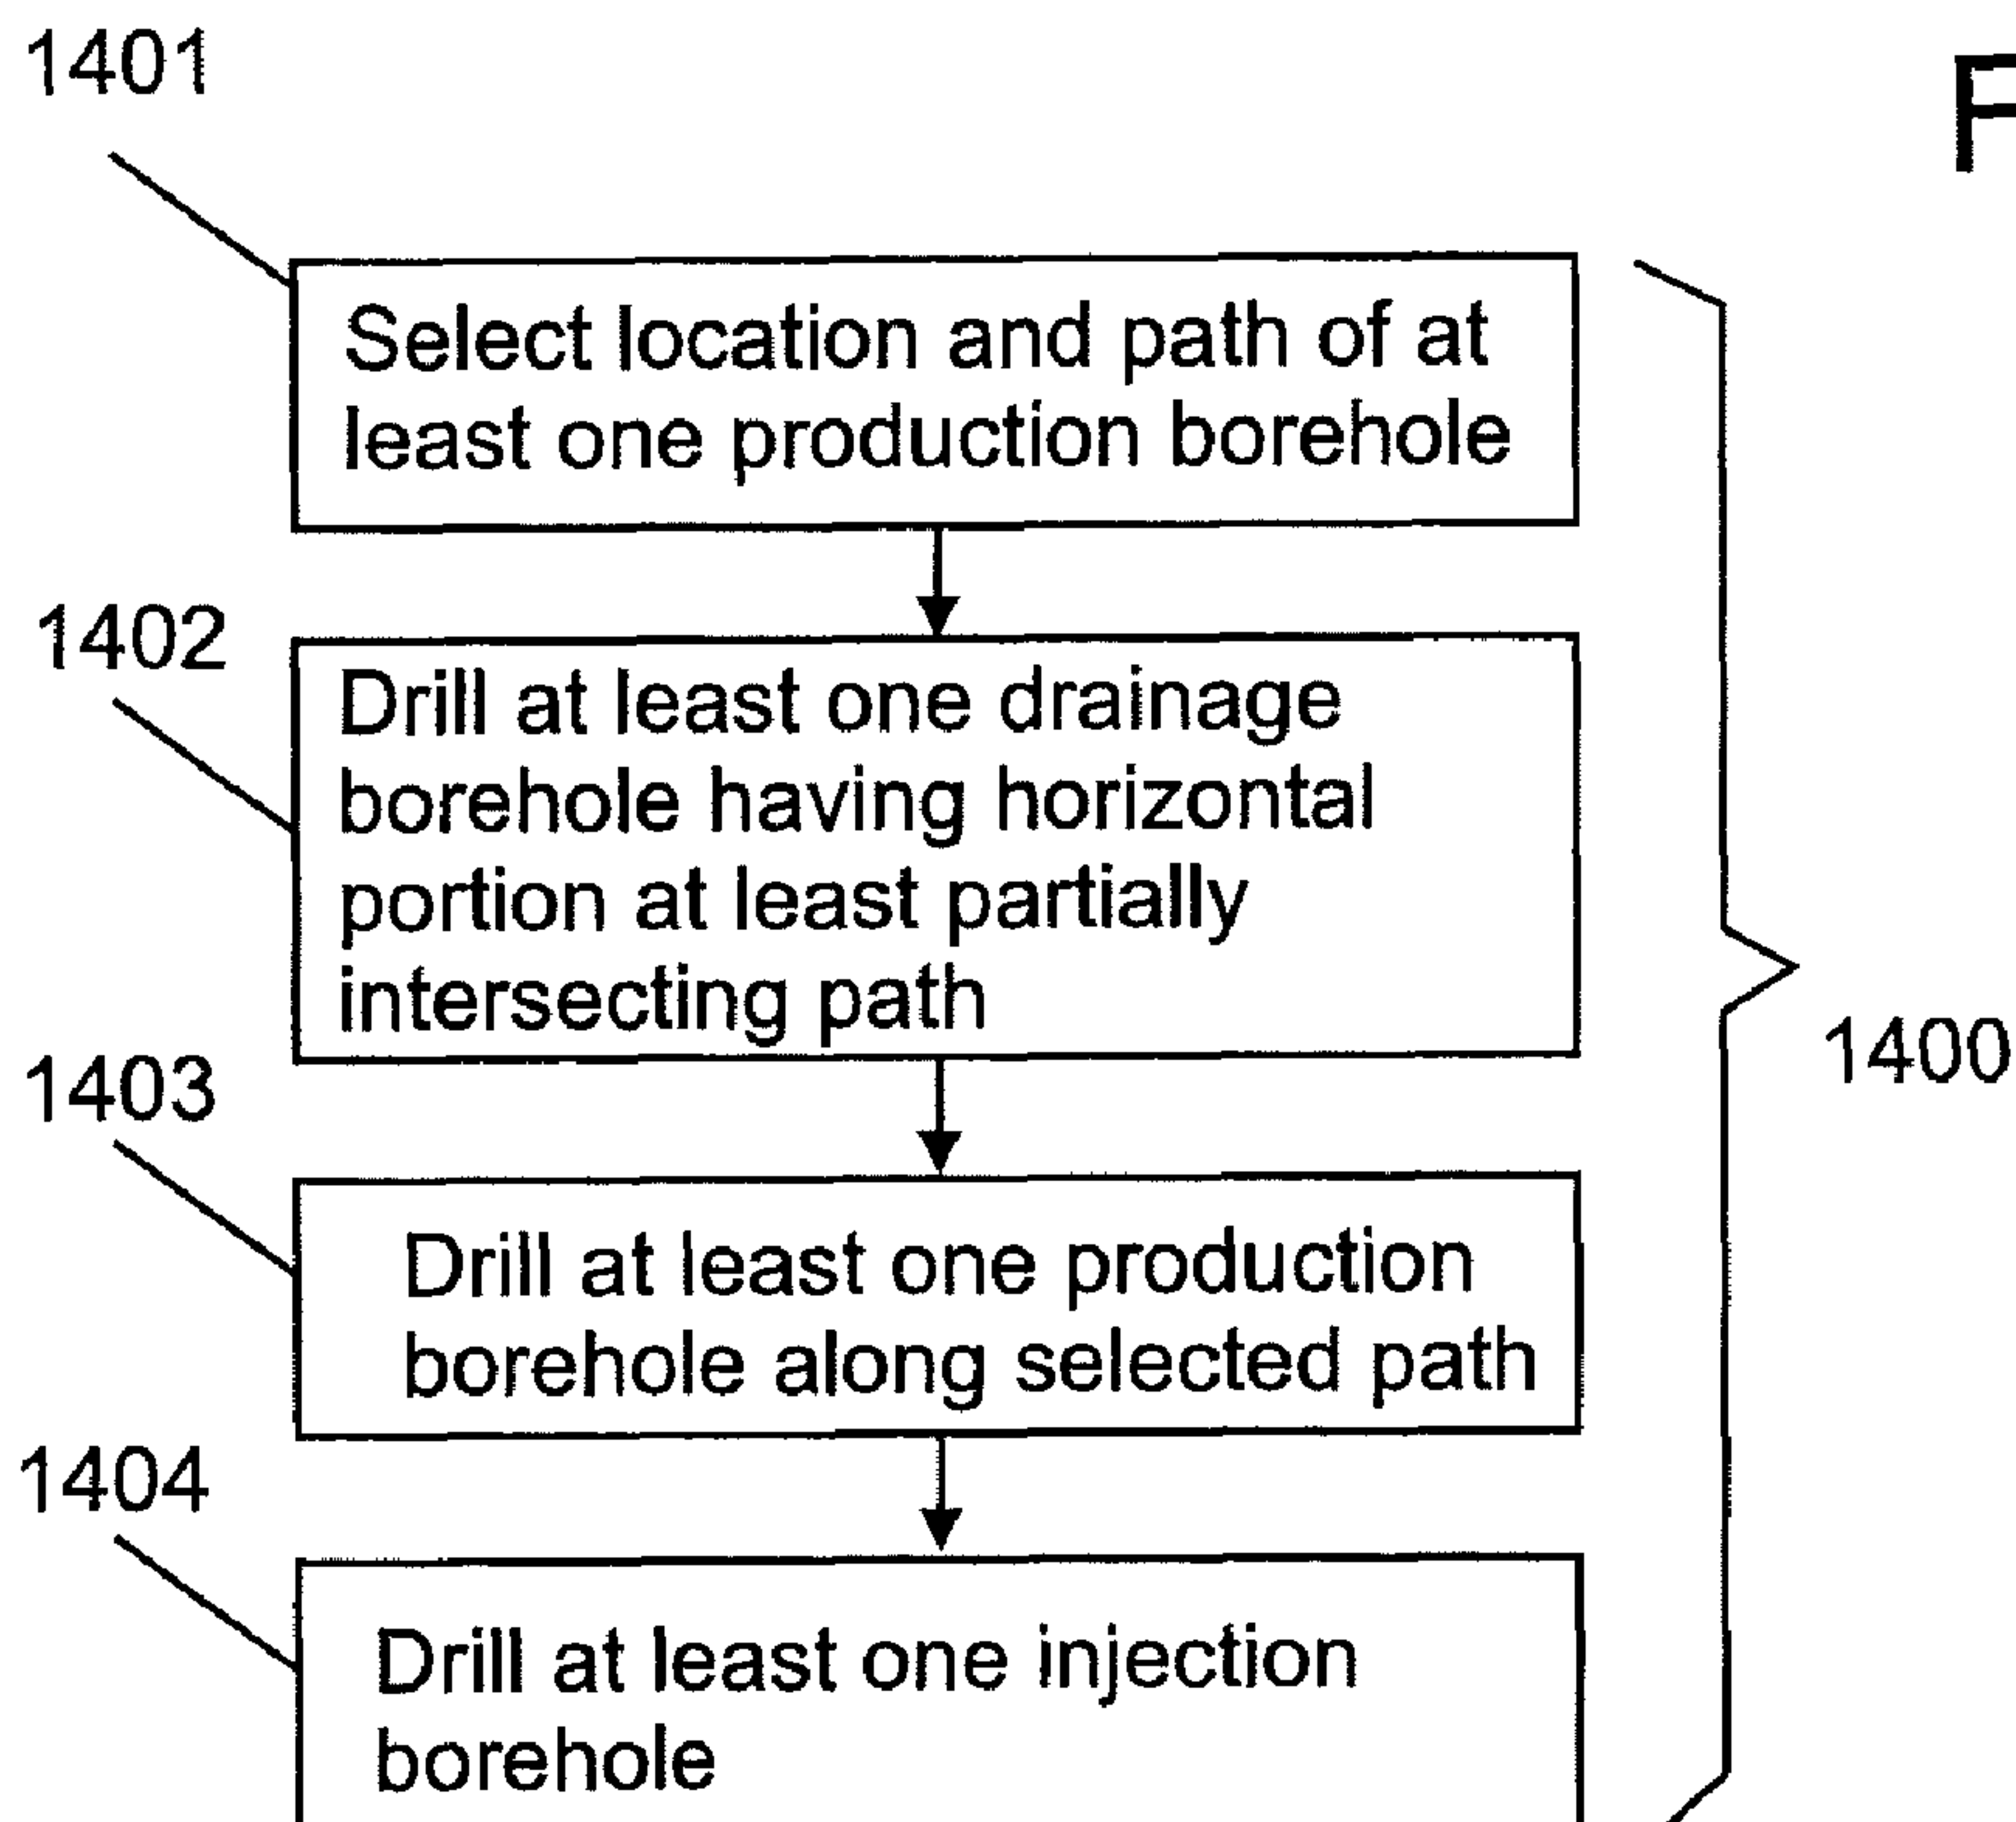 1401
F
Select location and path of at
least one production borehole
1402
Drill at least one drainage
borehole having horizontal
portion at least partially
intersecting path
1400
1403
Drill at least one production
borehole along selected path
1404
Drill at least one injection
borehole